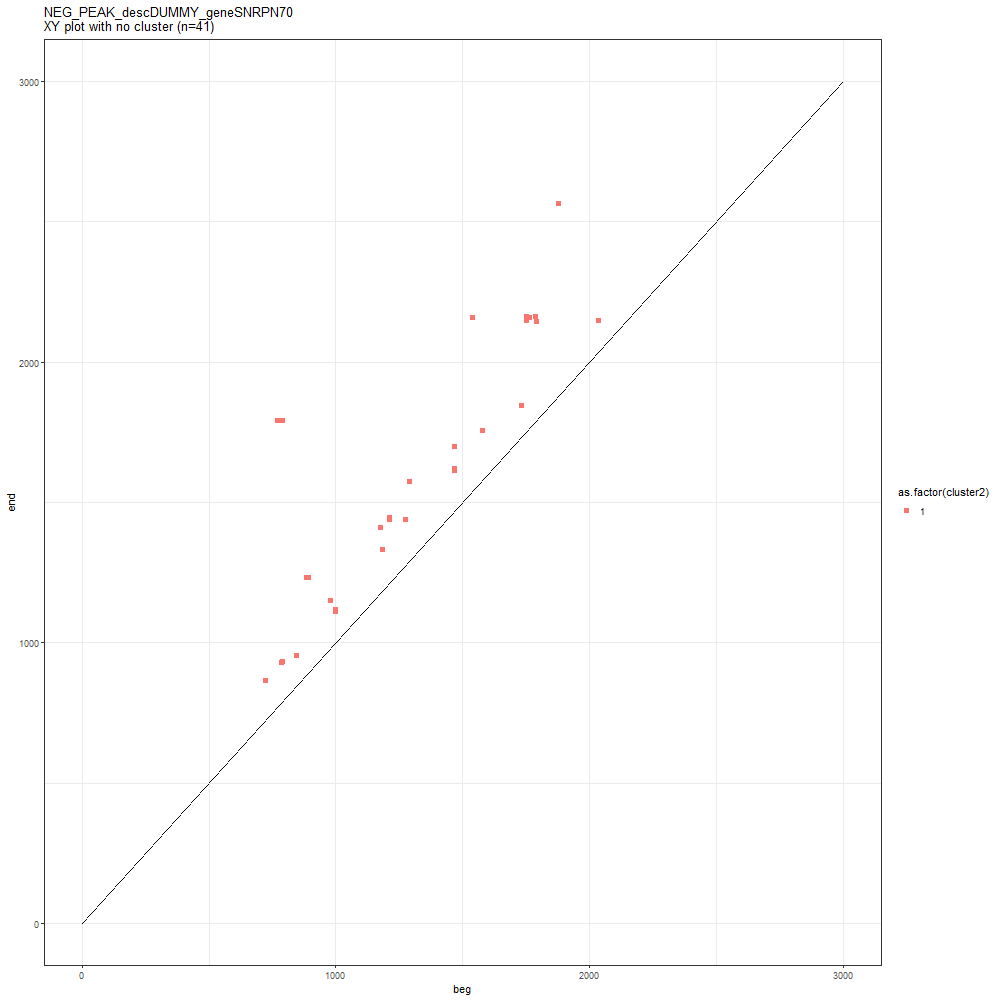 NEG_PEAK_descDUMMY_geneSNRPN70
XY plot with no cluster (n=41)
3000
2000
1000
0
end
0
1000
2000
3000
beg
as.factor(cluster2)
1